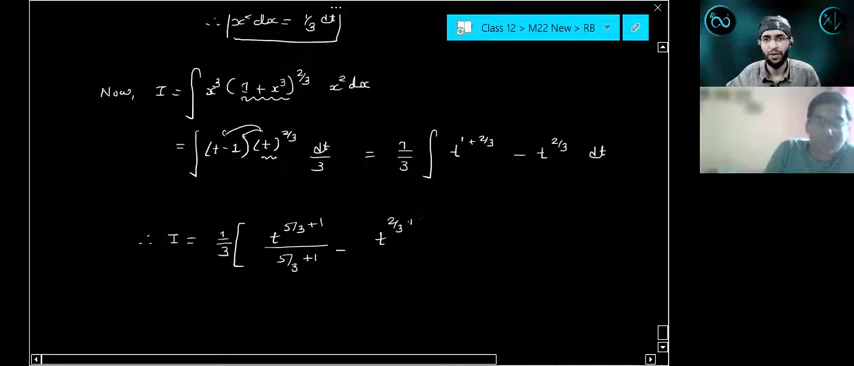 ∴ x² dx = 1/3 dt
Class 12 > M22 New > RB
Now, I = ∫ x³ (1 + x³)^{2/3} x² dx
= ∫ (t - 1) (t)^{2/3} dt/3 = 1/3 ∫ t^{1 + 2/3} - t^{2/3} dt
∴ I = 1/3 [ t^{5/3 + 1} / (5/3 + 1) - t^{2/3 +